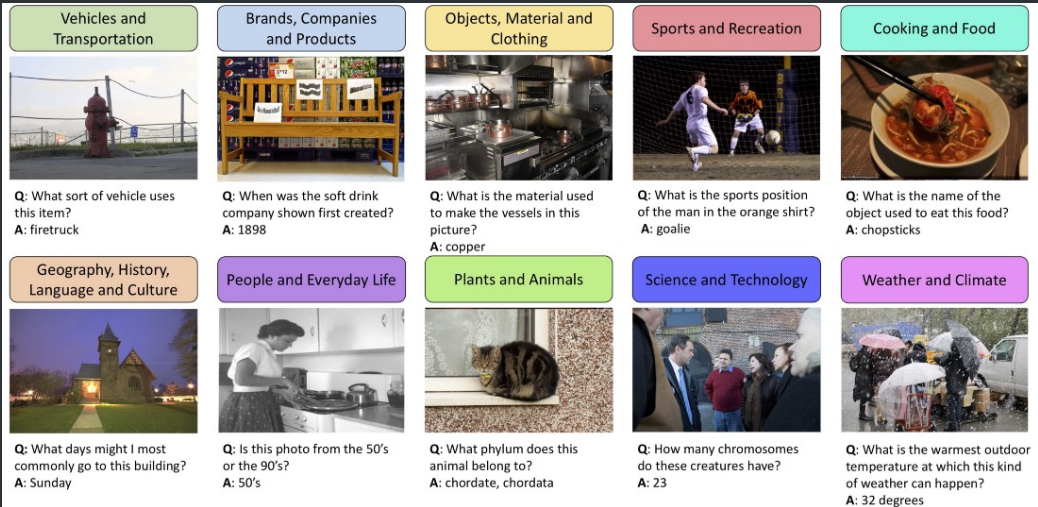 Vehicles and
Transportation
Brands, Companies
and Products
Objects, Material and
Clothing
Sports and Recreation
Cooking and Food
Q: What sort of vehicle uses
this item?
A: firetruck
Q: When was the soft drink
company shown first created?
A: 1898
Q: What is the material used
to make the vessels in this
picture?
A: copper
Q: What is the sports position
of the man in the orange shirt?
A: goalie
Q: What is the name of the
object used to eat this food?
A: chopsticks
Geography, History,
Language and Culture
People and Everyday Life
Plants and Animals
Science and Technology
Weather and Climate
Q: What days might I most
commonly go to this building?
A: Sunday
Q: Is this photo from the 50’s
or the 90’s?
A: 50’s
Q: What phylum does this
animal belong to?
A: chordate, chordata
Q: How many chromosomes
do these creatures have?
A: 23
Q: What is the warmest outdoor
temperature at which this kind
of weather can happen?
A: 32 degrees